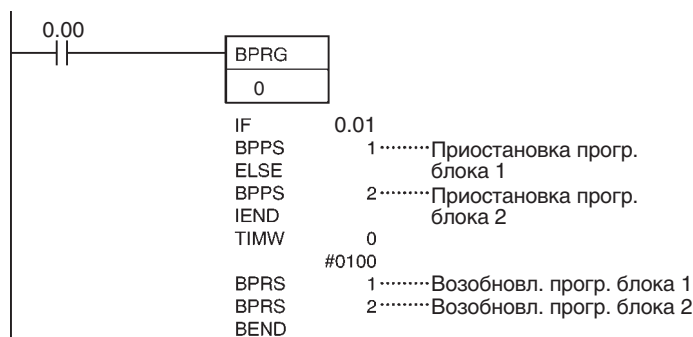 0.00
BPRG
0
IF 0.01
BPPS 1·········Приостановка прогр.
ELSE блока 1
BPPS 2·········Приостановка прогр.
IEND блока 2
TIMW 0
#0100
BPRS 1·········Возобновл. прогр. блока 1
BPRS 2·········Возобновл. прогр. блока 2
BEND